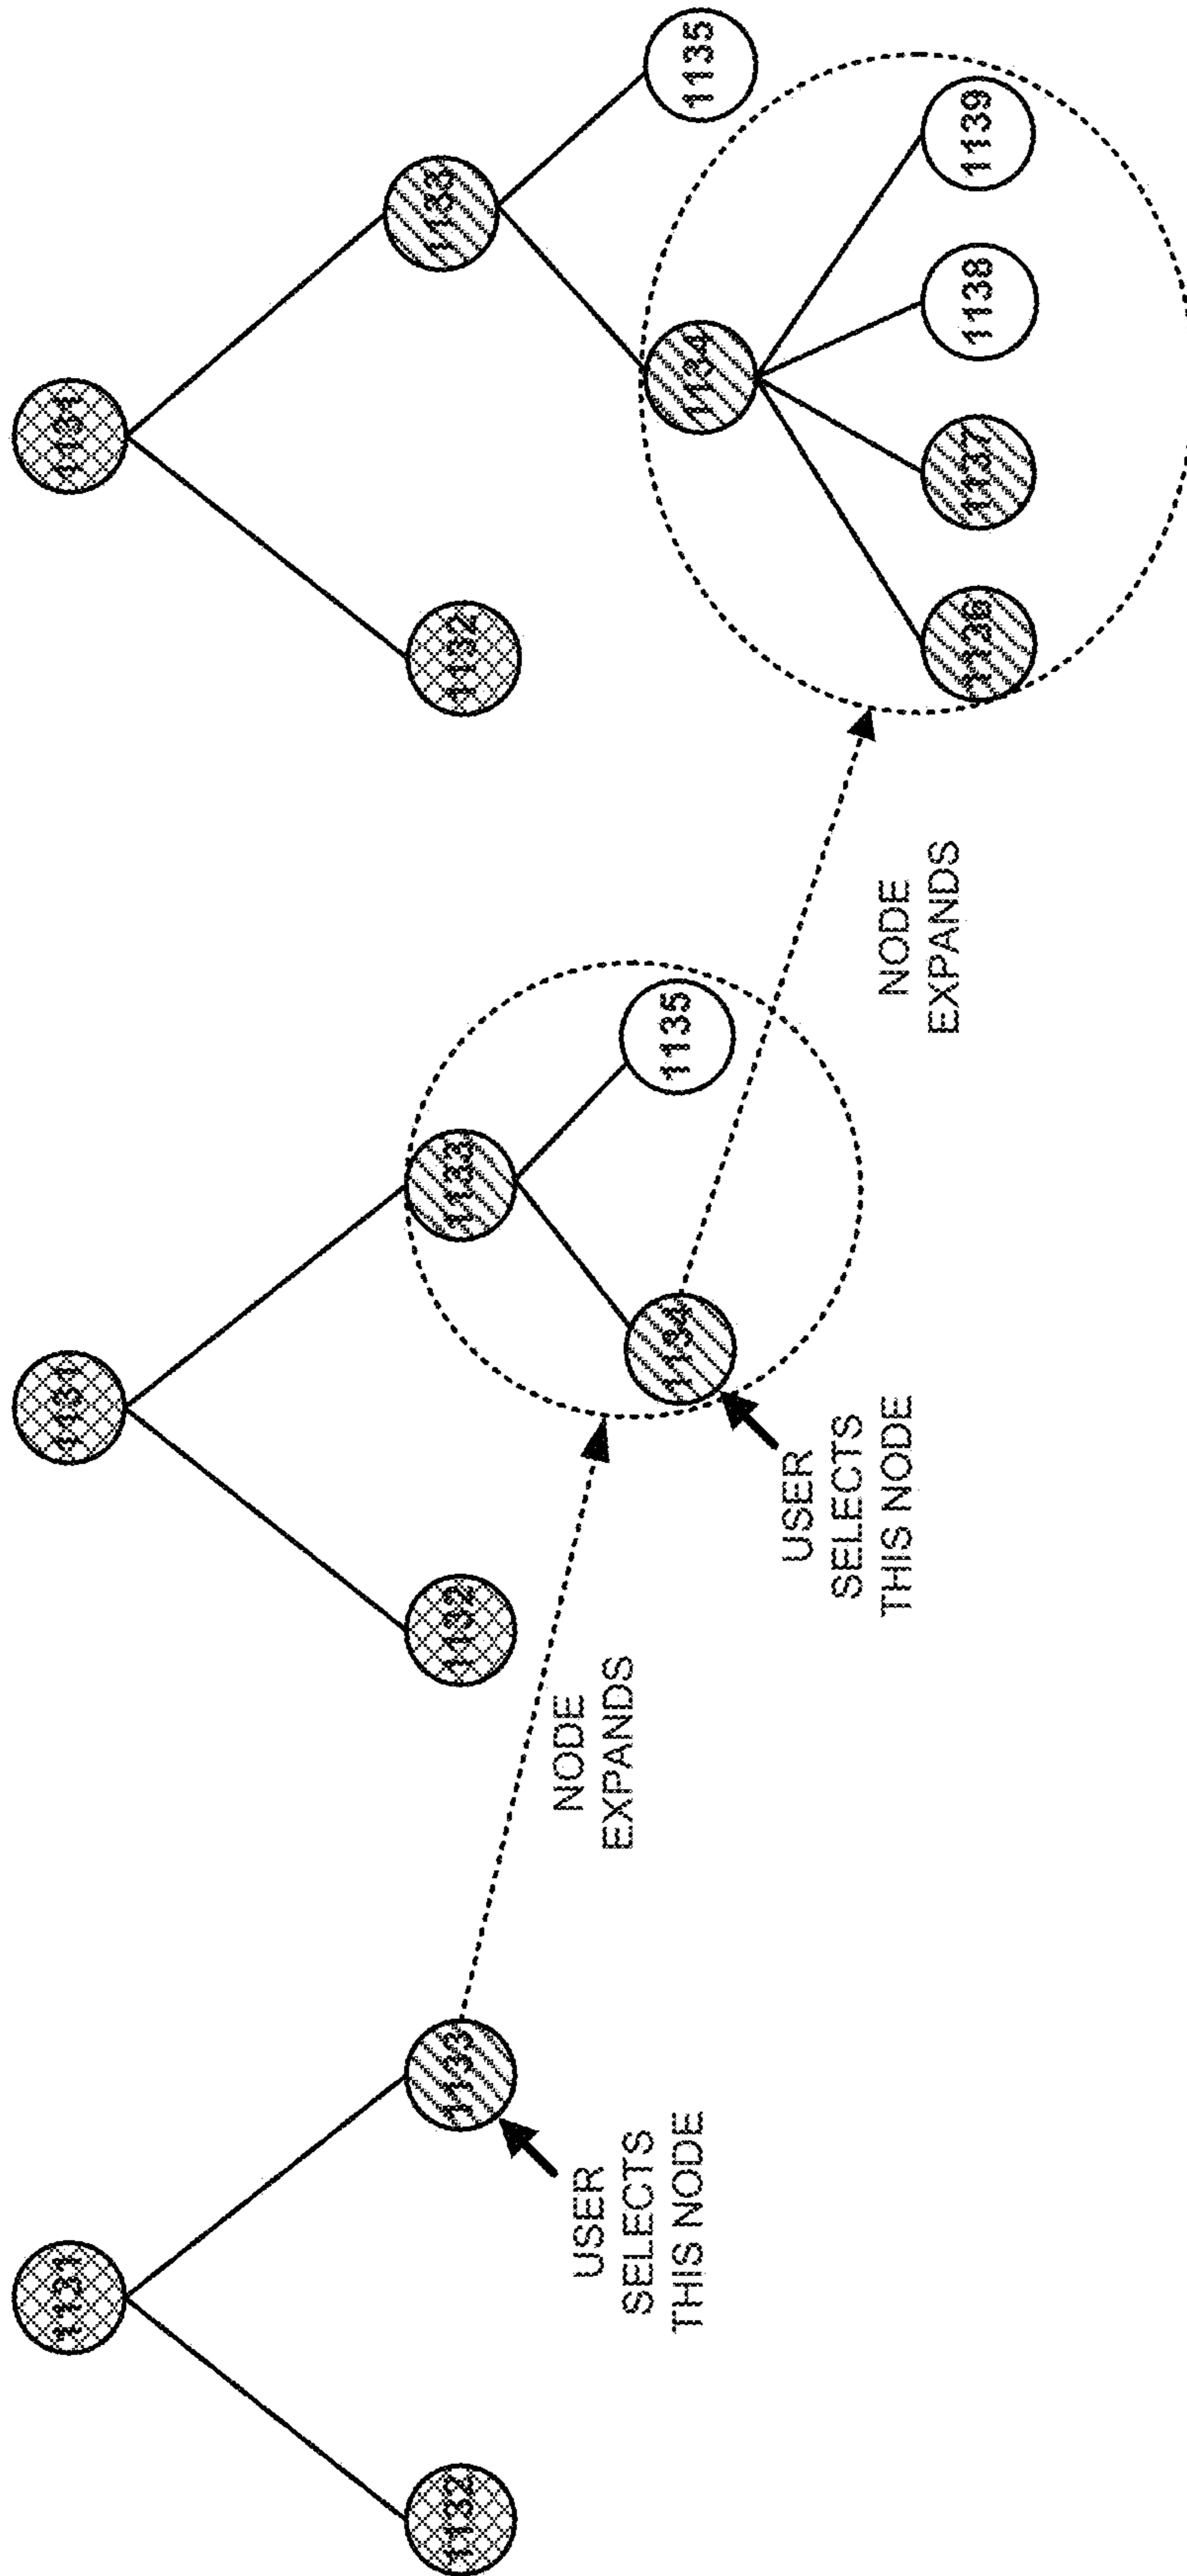 1131
1132
1133
USER
SELECTS
THIS NODE
NODE
EXPANDS
1131
1132
1133
1134
1135
USER
SELECTS
THIS NODE
NODE
EXPANDS
1131
1132
1133
1134
1135
1136
1137
1138
1139